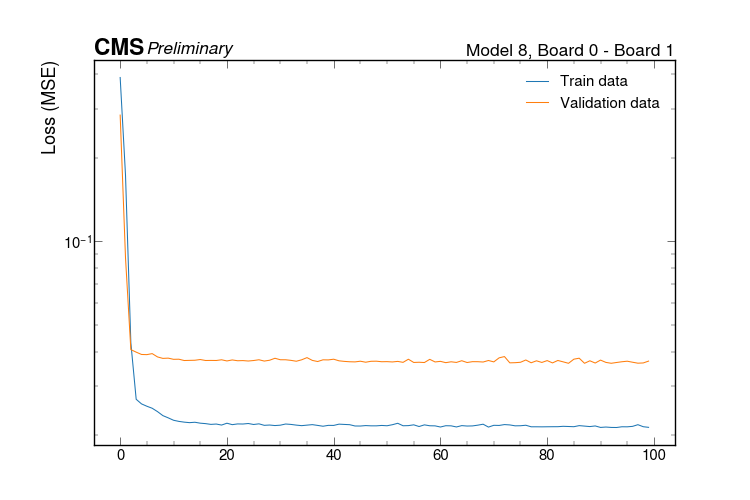 CMS Preliminary
Model 8, Board 0 - Board 1
Loss (MSE)
Train data
Validation data
10⁻¹
0 20 40 60 80 100